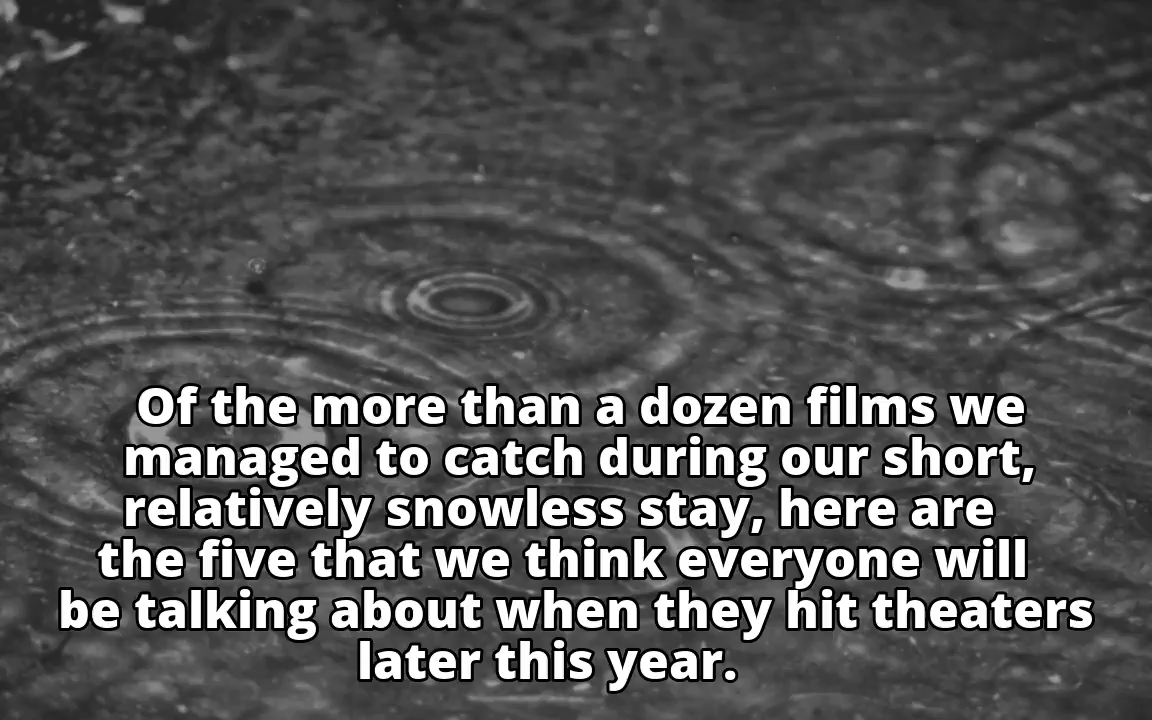 Of the more than a dozen films we
managed to catch during our short,
relatively snowless stay, here are
the five that we think everyone will
be talking about when they hit theaters
later this year.